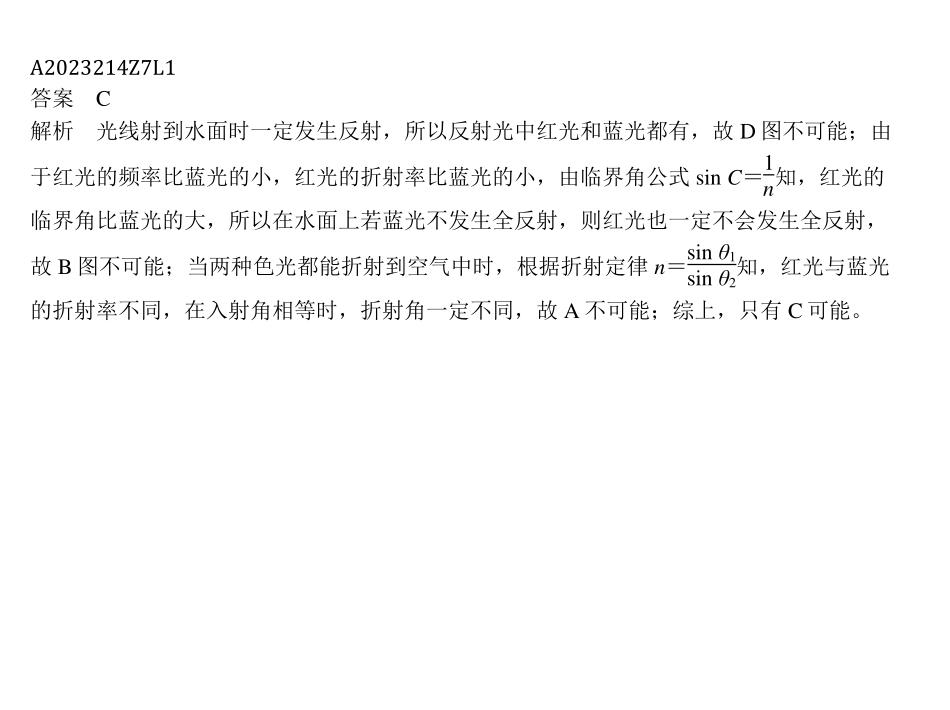 A2023214Z7L1
答案　C
解析　光线射到水面时一定发生反射，所以反射光中红光和蓝光都有，故 D 图不可能；由
于红光的频率比蓝光的小，红光的折射率比蓝光的小，由临界角公式 sin C＝1/n知，红光的
临界角比蓝光的大，所以在水面上若蓝光不发生全反射，则红光也一定不会发生全反射，
故 B 图不可能；当两种色光都能折射到空气中时，根据折射定律 n＝sin θ₁/sin θ₂知，红光与蓝光
的折射率不同，在入射角相等时，折射角一定不同，故 A 不可能；综上，只有 C 可能。